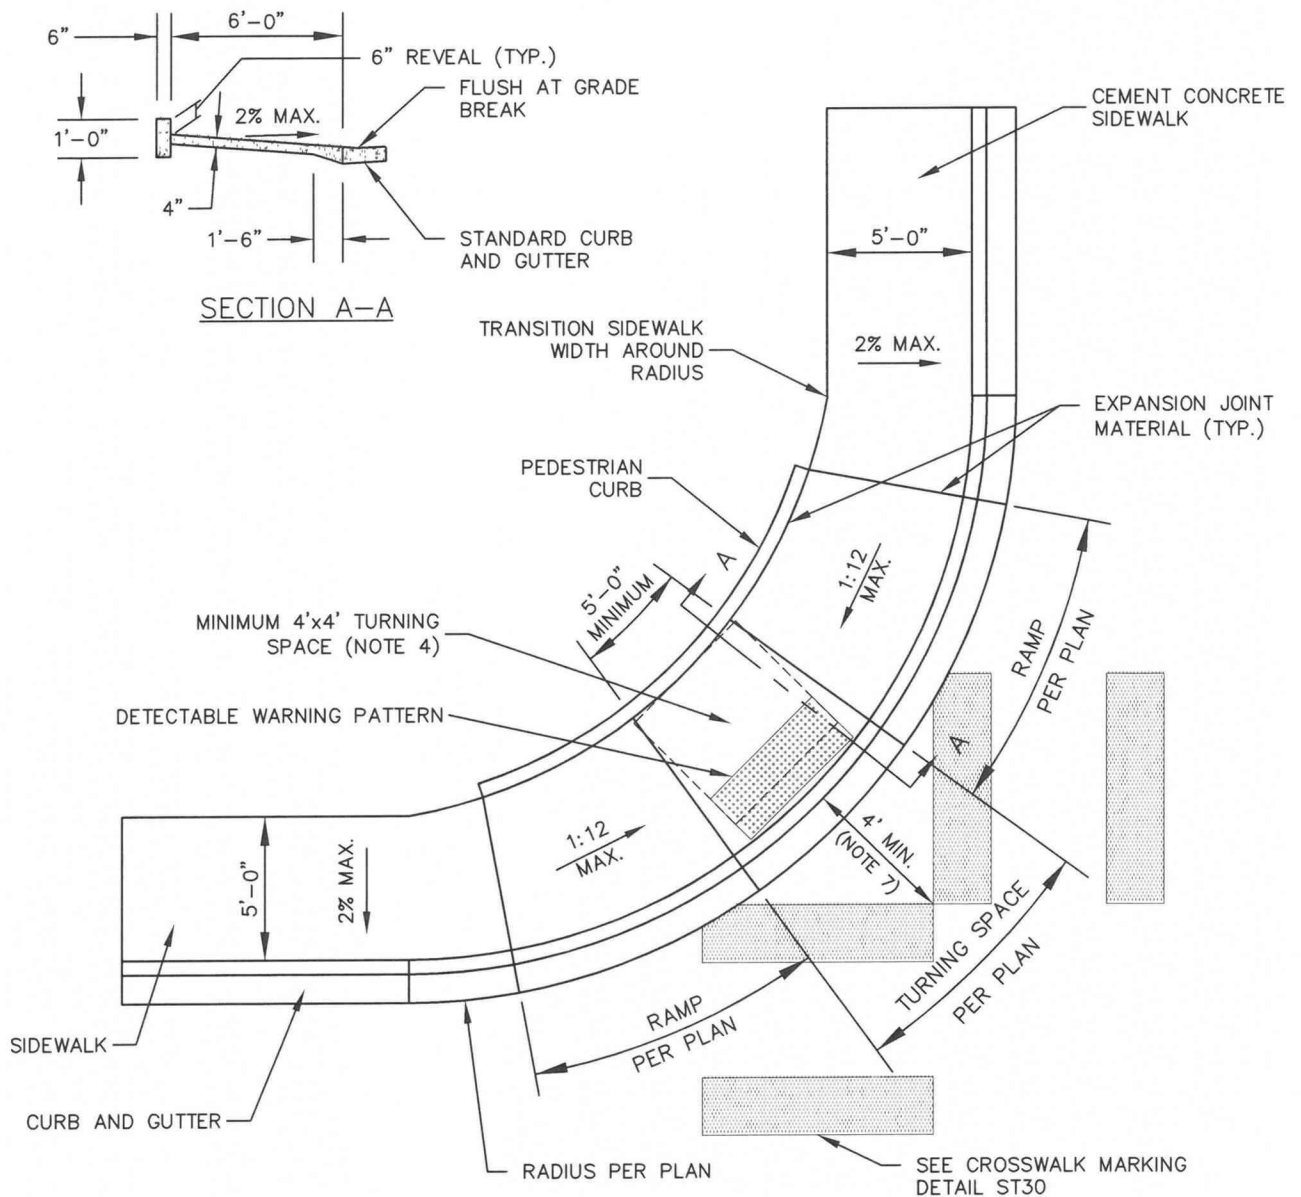 6'-0"
6"
6" REVEAL (TYP.)
FLUSH AT GRADE
BREAK
2% MAX.
1'-0"
4"
1'-6"
STANDARD CURB
AND GUTTER
SECTION A-A
CEMENT CONCRETE
SIDEWALK
5'-0"
TRANSITION SIDEWALK
WIDTH AROUND
RADIUS
2% MAX.
EXPANSION JOINT
MATERIAL (TYP.)
PEDESTRIAN
CURB
A
1:12
MAX.
5'-0"
MINIMUM
MINIMUM 4'x4' TURNING
SPACE (NOTE 4)
RAMP
PER PLAN
DETECTABLE WARNING PATTERN
A
1:12
MAX.
4' MIN.
(NOTE 7)
5'-0"
2% MAX.
TURNING SPACE
PER PLAN
RAMP
PER PLAN
SIDEWALK
CURB AND GUTTER
RADIUS PER PLAN
SEE CROSSWALK MARKING
DETAIL ST30